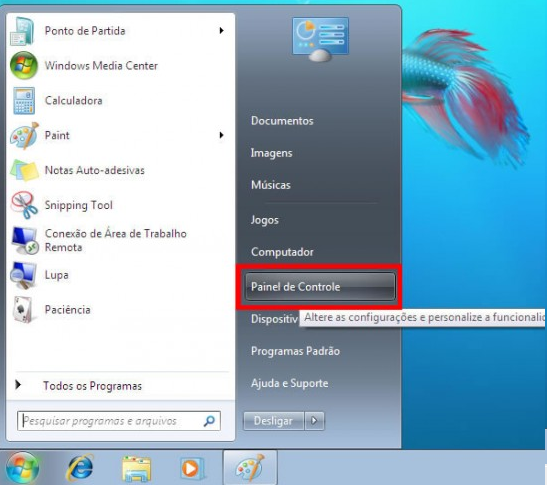 Ponto de Partida
Windows Media Center
Calculadora
Paint
Notas Auto-adesivas
Snipping Tool
Conexão de Área de Trabalho
Remota
Lupa
Paciência
Todos os Programas
Pesquisar programas e arquivos
Documentos
Imagens
Músicas
Jogos
Computador
Painel de Controle
Altere as configurações e personalize a
Programas Padrão
Ajuda e Suporte
Desligar